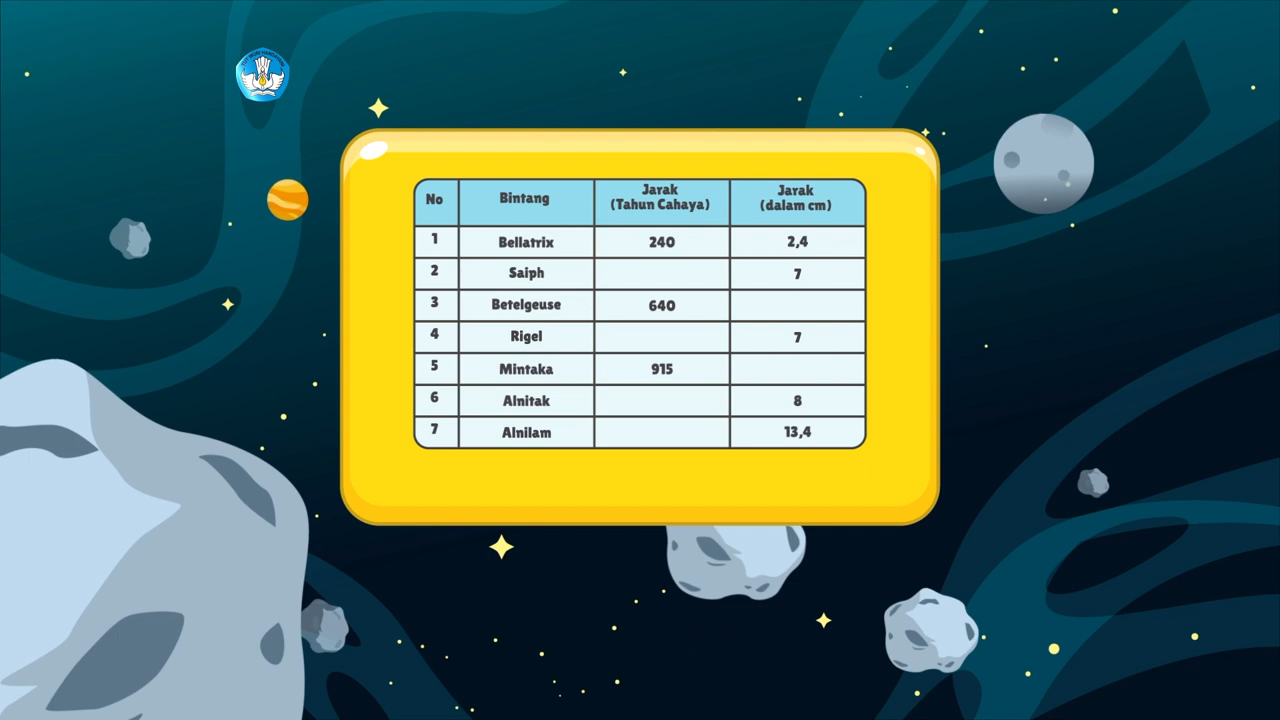 No Bintang Jarak (Tahun Cahaya) Jarak (dalam cm)
1 Bellatrix 240 2,4
2 Saiph 7
3 Betelgeuse 640
4 Rigel 7
5 Mintaka 915
6 Alnitak 8
7 Alnilam 13,4